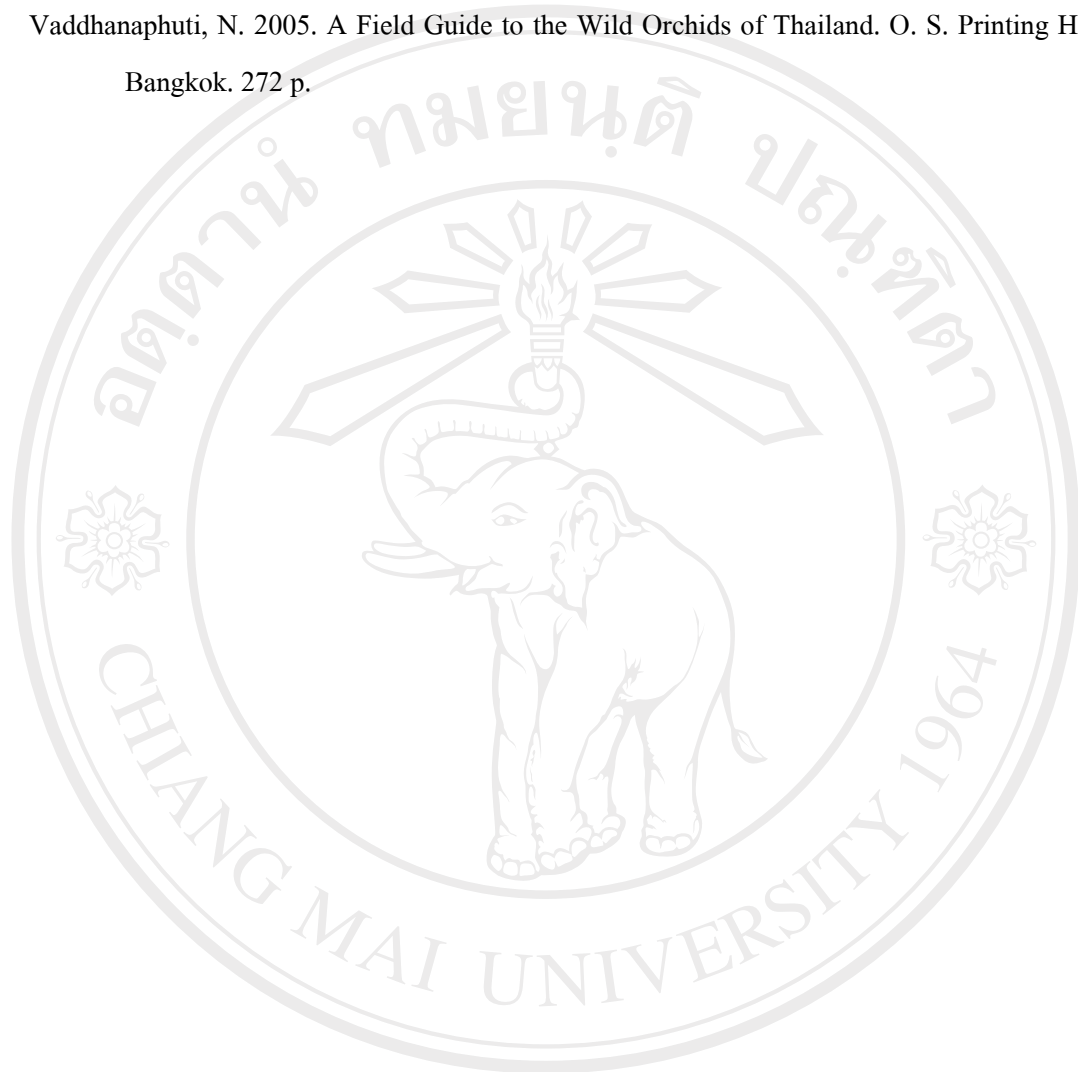 Vaddhanaphuti, N. 2005. A Field Guide to the Wild Orchids of Thailand. O. S. Printing H
Bangkok. 272 p.
อตฺตานํ ทมยนฺติ ปณฺฑิตา
CHIANG MAI UNIVERSITY 1964